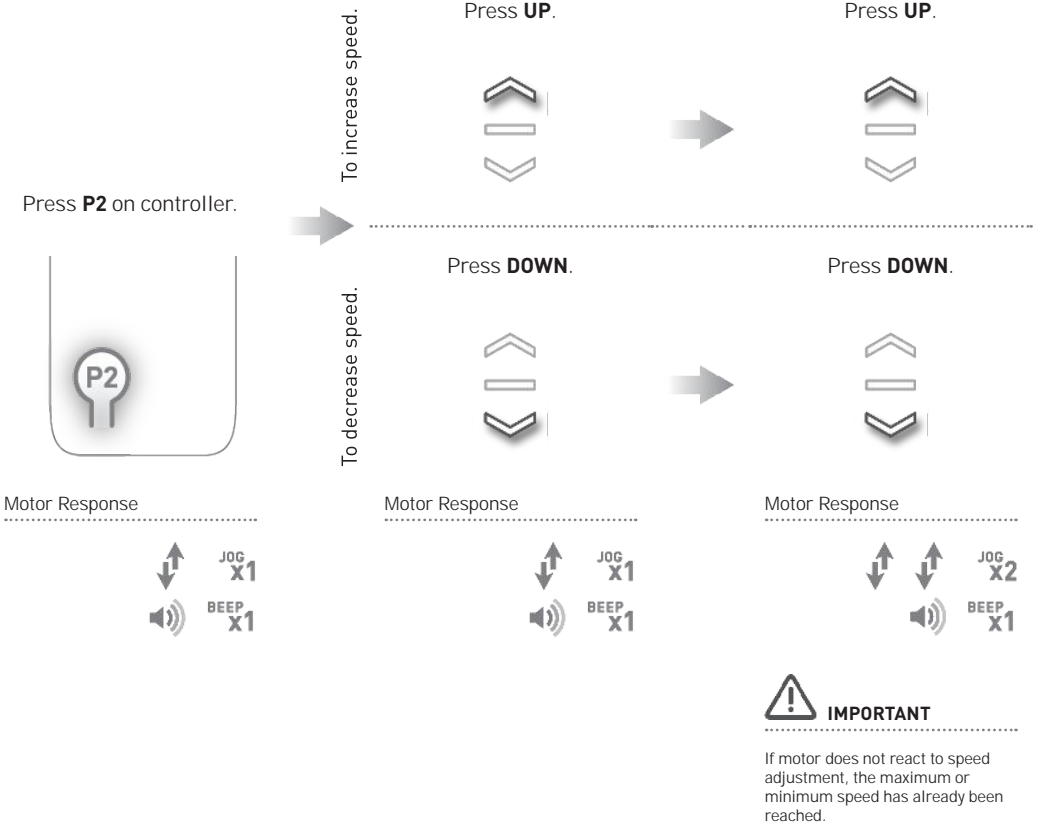 Press P2 on controller.
P2
To increase speed.
Press UP.
Press UP.
To decrease speed.
Press DOWN.
Press DOWN.
Motor Response
JOG
X1
BEEP
X1
Motor Response
JOG
X1
BEEP
X1
Motor Response
JOG
X2
BEEP
X1
IMPORTANT
If motor does not react to speed
adjustment, the maximum or
minimum speed has already been
reached.